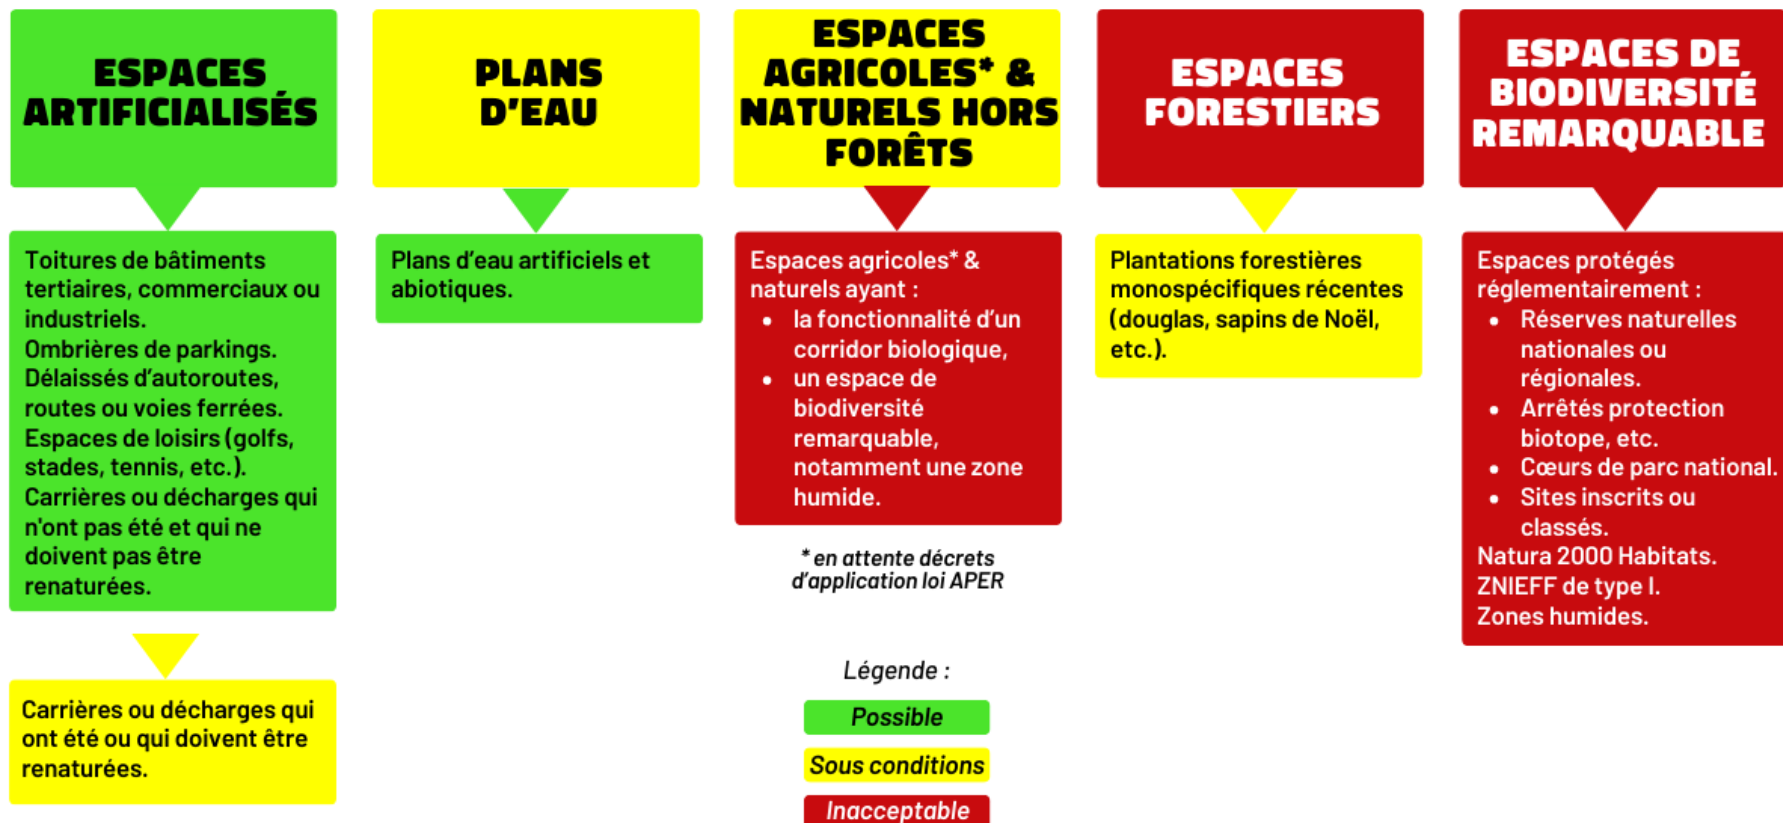 ESPACES
ARTIFICIALISÉS
Toitures de bâtiments
tertiaires, commerciaux ou
industriels.
Ombrières de parkings.
Délaissés d'autoroutes,
routes ou voies ferrées.
Espaces de loisirs (golfs,
stades, tennis, etc.).
Carrières ou décharges qui
n'ont pas été et qui ne
doivent pas être
renaturées.
Carrières ou décharges qui
ont été ou qui doivent être
renaturées.
PLANS
D'EAU
Plans d'eau artificiels et
abiotiques.
ESPACES
AGRICOLES* &
NATURELS HORS
FORÊTS
Espaces agricoles* &
naturels ayant :
• la fonctionnalité d'un
corridor biologique,
• un espace de
biodiversité
remarquable,
notamment une zone
humide.
* en attente décrets
d'application loi APER
Légende :
Possible
Sous conditions
Inacceptable
ESPACES
FORESTIERS
Plantations forestières
monospécifiques récentes
(douglas, sapins de Noël,
etc.).
ESPACES DE
BIODIVERSITÉ
REMARQUABLE
Espaces protégés
réglementairement :
• Réserves naturelles
nationales ou
régionales.
• Arrêtés protection
biotope, etc.
• Cœurs de parc national.
• Sites inscrits ou
classés.
Natura 2000 Habitats.
ZNIEFF de type I.
Zones humides.